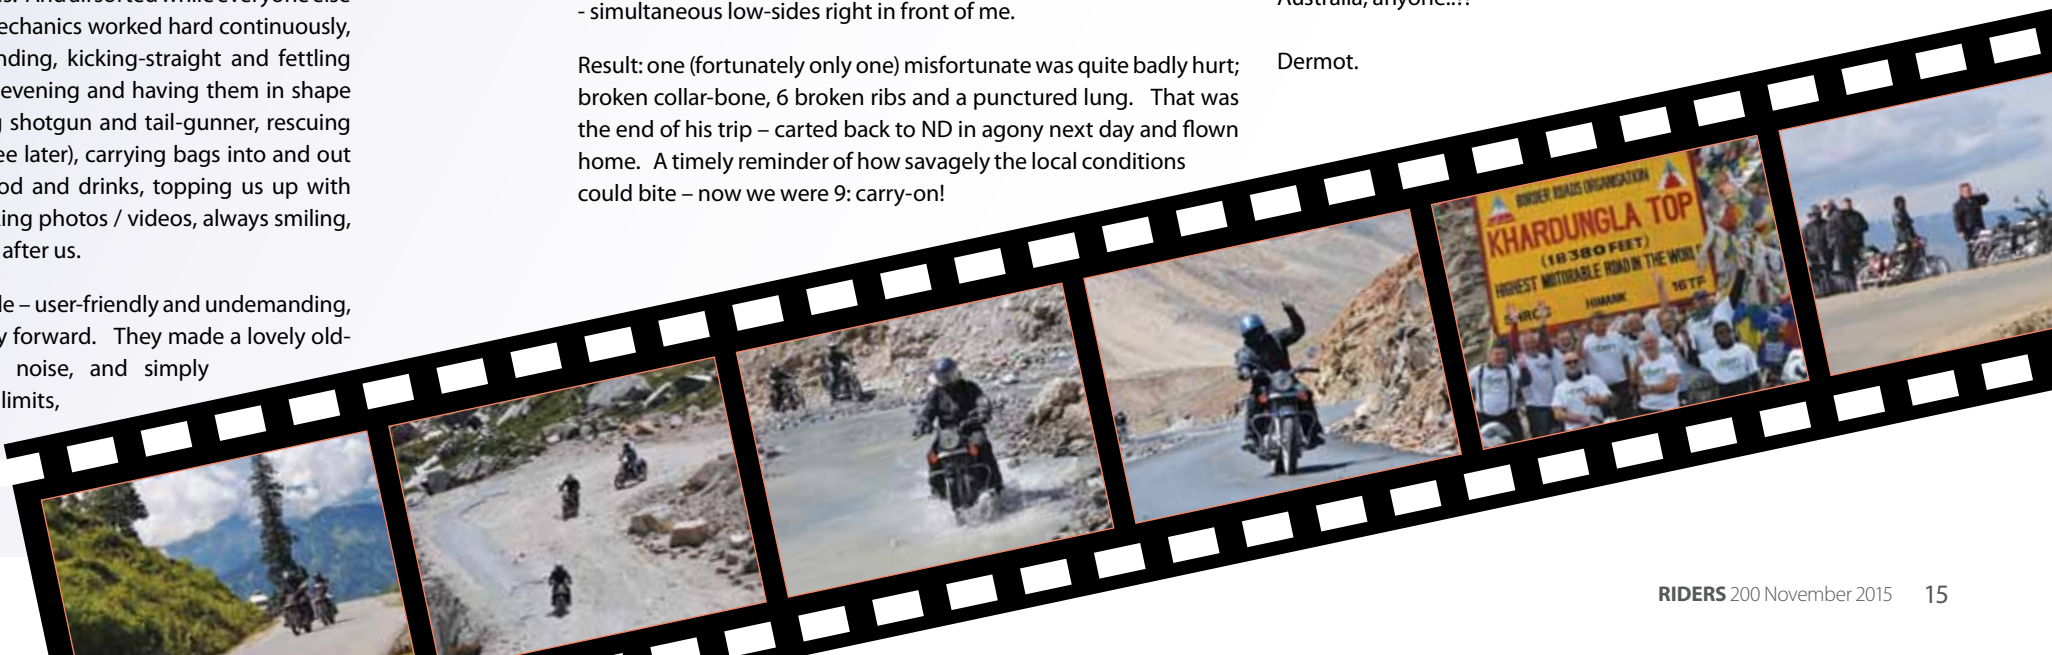 echanics worked hard continuously,
nding, kicking-straight and fettling
evening and having them in shape
shotgun and tail-gunner, rescuing
ee later), carrying bags into and out
od and drinks, topping us up with
ing photos / videos, always smiling,
after us.
le – user-friendly and undemanding,
y forward. They made a lovely old-
noise, and simply
limits,
- simultaneous low-sides right in front of me.
Result: one (fortunately only one) misfortunate was quite badly hurt;
broken collar-bone, 6 broken ribs and a punctured lung. That was
the end of his trip – carted back to ND in agony next day and flown
home. A timely reminder of how savagely the local conditions
could bite – now we were 9: carry-on!
Dermot.
BORDER ROADS ORGANISATION
KHARDUNGLA TOP
(18380 FEET)
HIGHEST MOTORABLE ROAD IN THE WORL
HIMANK
16TF
RIDERS 200 November 2015 15